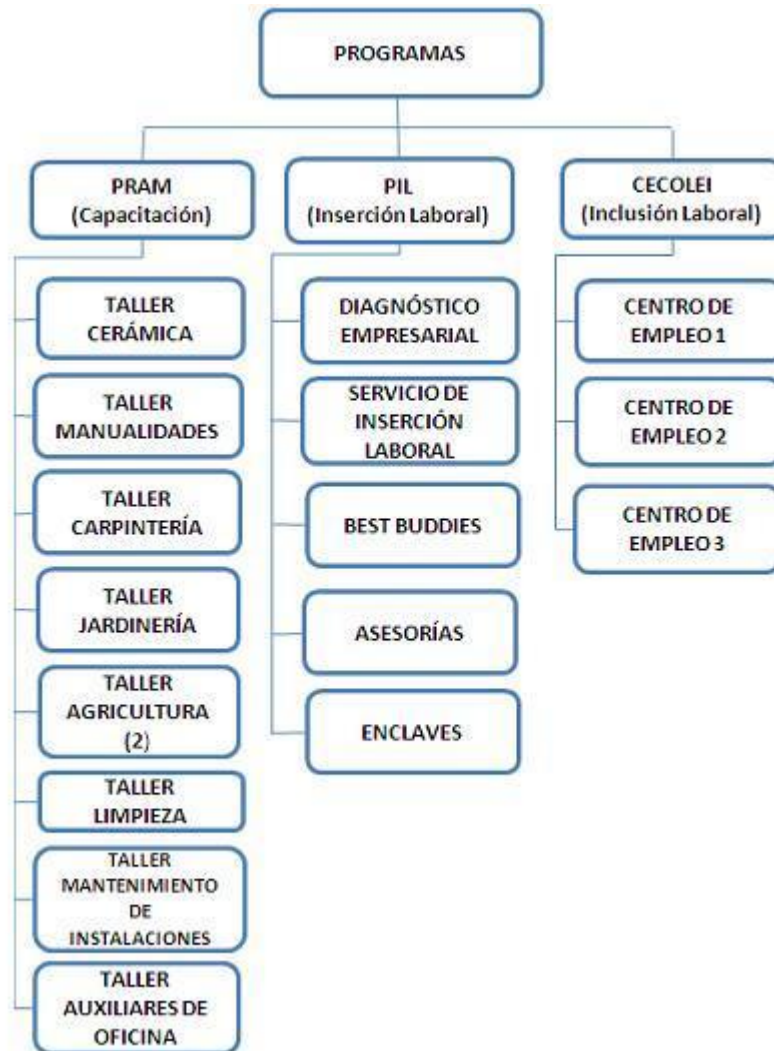 PROGRAMAS
PRAM
(Capacitación)
TALLER
CERÁMICA
TALLER
MANUALIDADES
TALLER
CARPINTERÍA
TALLER
JARDINERÍA
TALLER
AGRICULTURA
(2)
TALLER
LIMPIEZA
TALLER
MANTENIMIENTO
DE
INSTALACIONES
TALLER
AUXILIARES DE
OFICINA
PIL
(Inserción Laboral)
DIAGNÓSTICO
EMPRESARIAL
SERVICIO DE
INSERCIÓN
LABORAL
BEST BUDDIES
ASESORÍAS
ENCLAVES
CECOLEI
(Inclusión Laboral)
CENTRO DE
EMPLEO 1
CENTRO DE
EMPLEO 2
CENTRO DE
EMPLEO 3